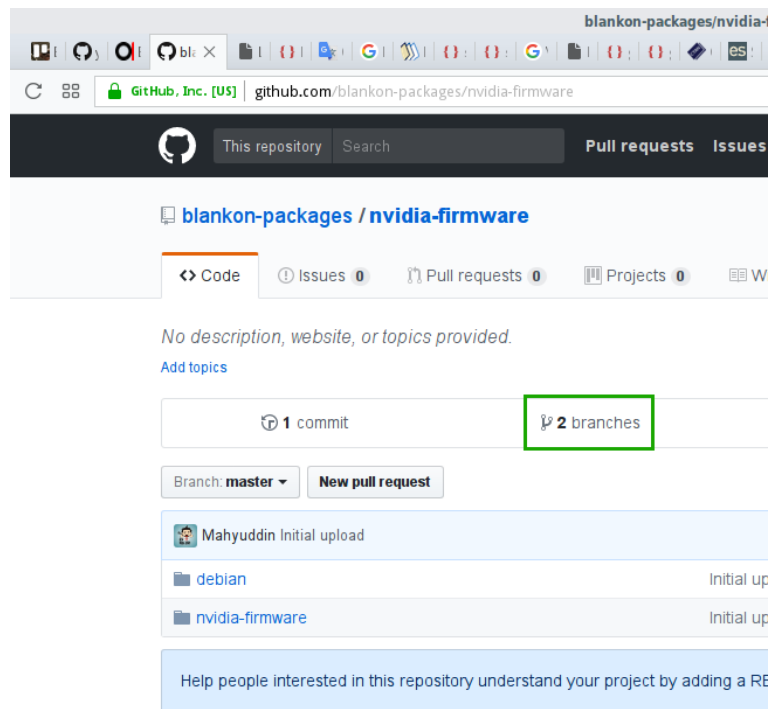 blankon-packages/nvidia-f
bla
es
GitHub, Inc. [US] github.com/blankon-packages/nvidia-firmware
This repository Search Pull requests Issues
blankon-packages / nvidia-firmware
Code Issues 0 Pull requests 0 Projects 0 W
No description, website, or topics provided.
Add topics
1 commit 2 branches
Branch: master New pull request
Mahyuddin Initial upload
debian Initial up
nvidia-firmware Initial up
Help people interested in this repository understand your project by adding a RE